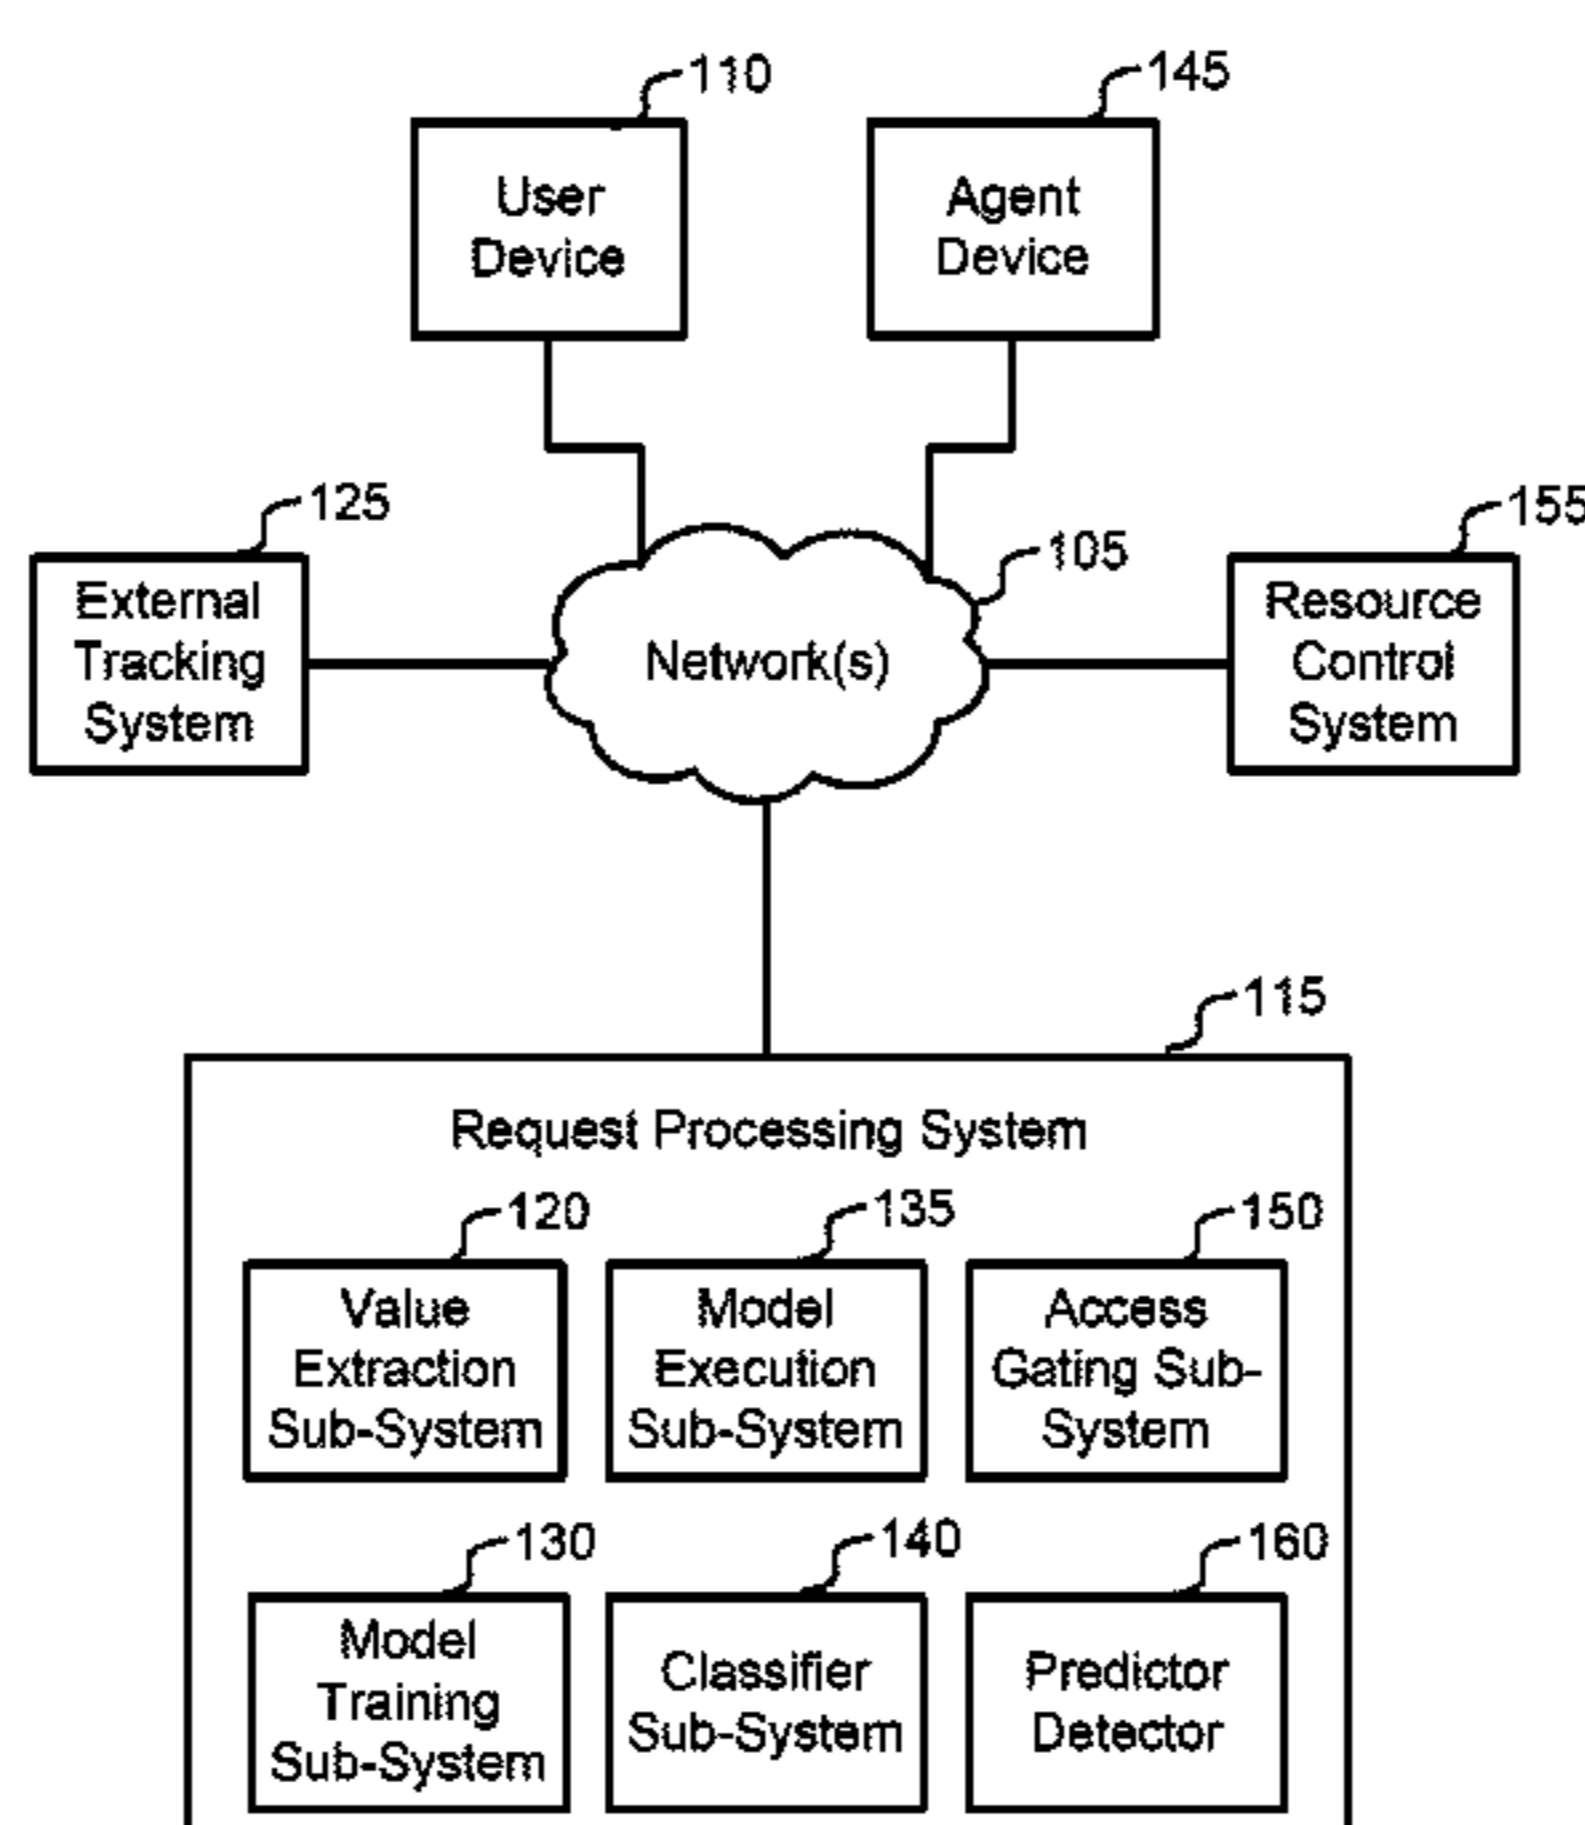 110
145
User
Device
Agent
Device
125
155
105
External
Tracking
System
Network(s)
Resource
Control
System
115
Request Processing System
120
135
150
Value
Extraction
Sub-System
Model
Execution
Sub-System
Access
Gating Sub-
System
130
140
160
Model
Training
Sub-System
Classifier
Sub-System
Predictor
Detector